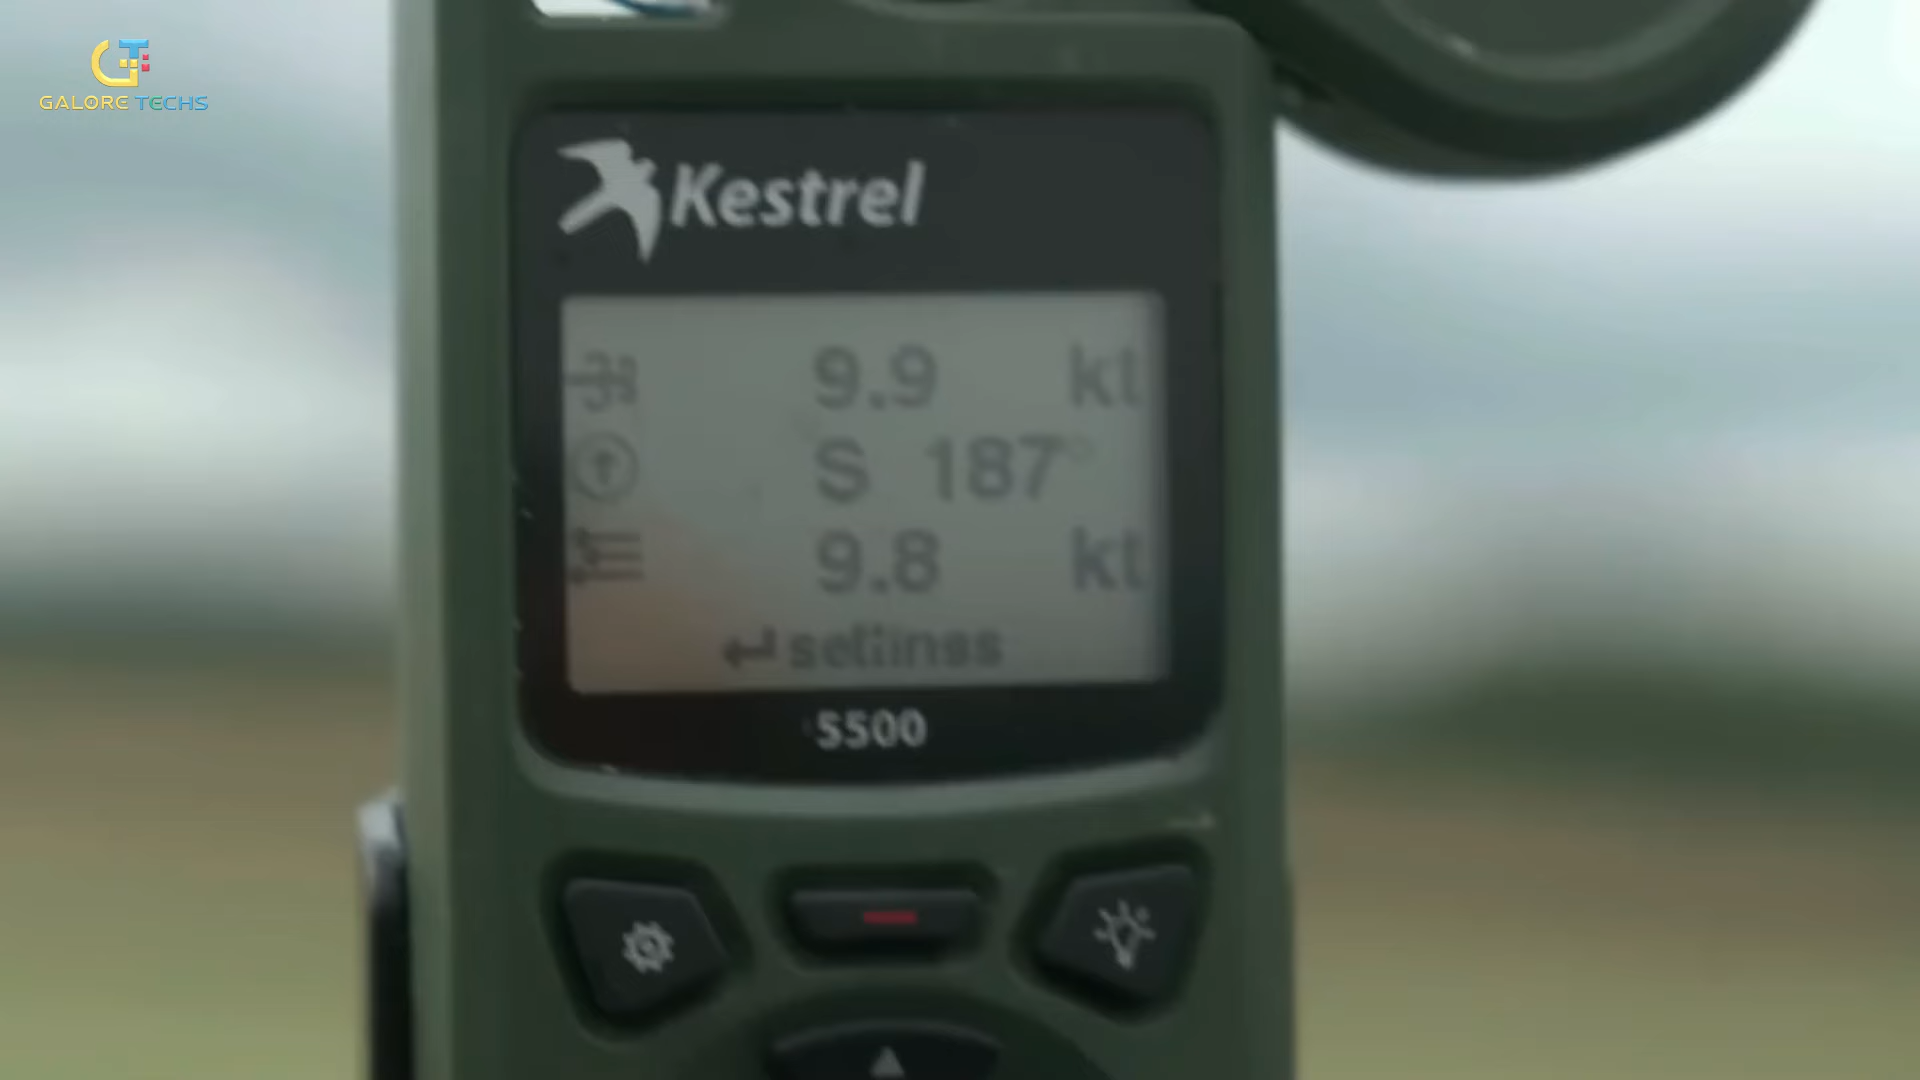 GALORE TECHS
Kestrel
9.9 kt
S 187°
9.8 kt
settings
5500